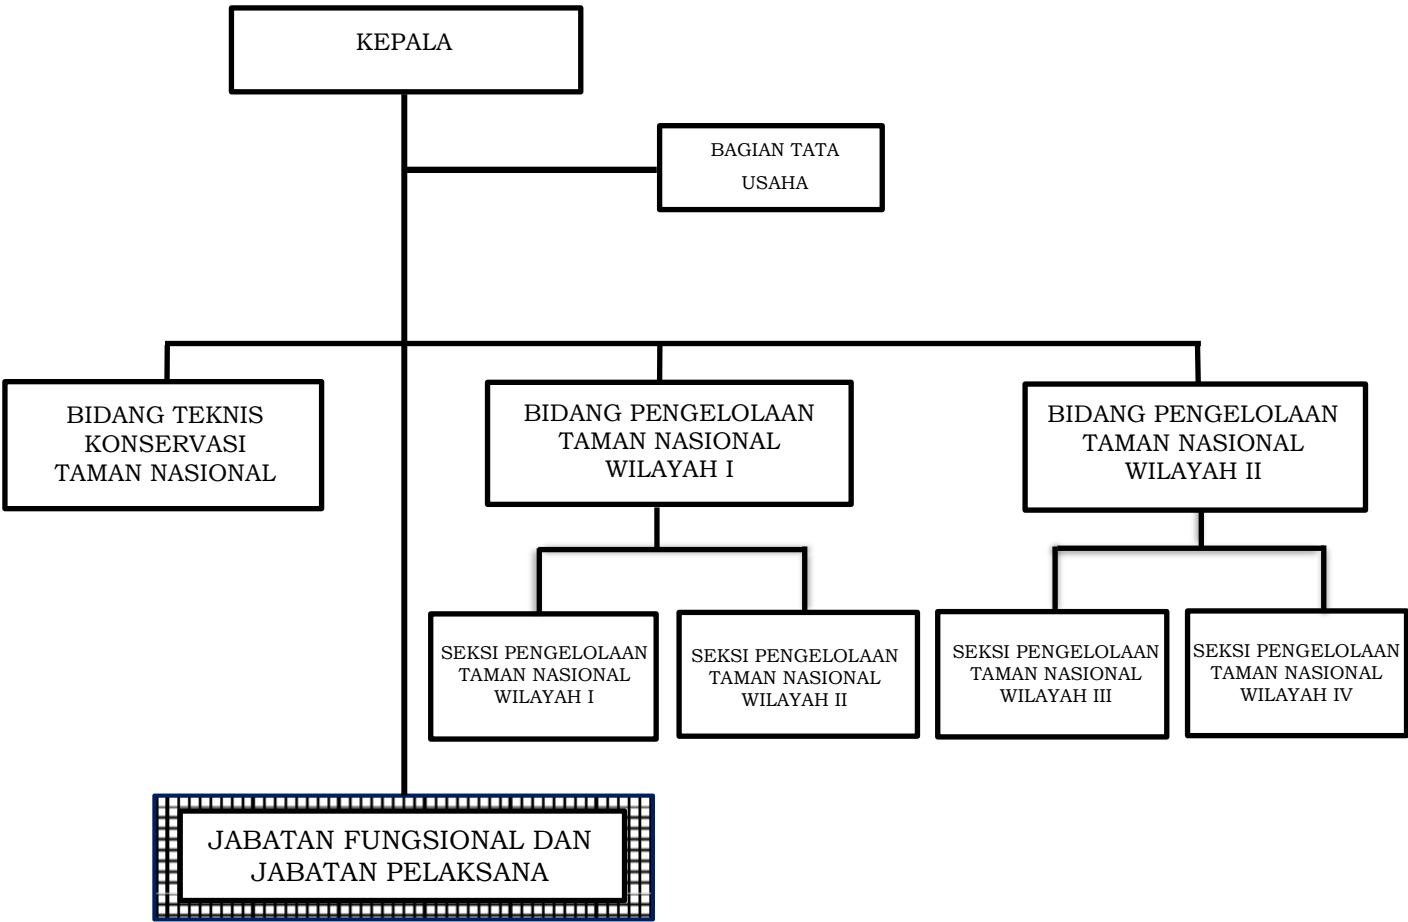 KEPALA
BAGIAN TATA
USAHA
BIDANG TEKNIS
KONSERVASI
TAMAN NASIONAL
BIDANG PENGELOLAAN
TAMAN NASIONAL
WILAYAH I
BIDANG PENGELOLAAN
TAMAN NASIONAL
WILAYAH II
SEKSI PENGELOLAAN
TAMAN NASIONAL
WILAYAH I
SEKSI PENGELOLAAN
TAMAN NASIONAL
WILAYAH II
SEKSI PENGELOLAAN
TAMAN NASIONAL
WILAYAH III
SEKSI PENGELOLAAN
TAMAN NASIONAL
WILAYAH IV
JABATAN FUNGSIONAL DAN
JABATAN PELAKSANA